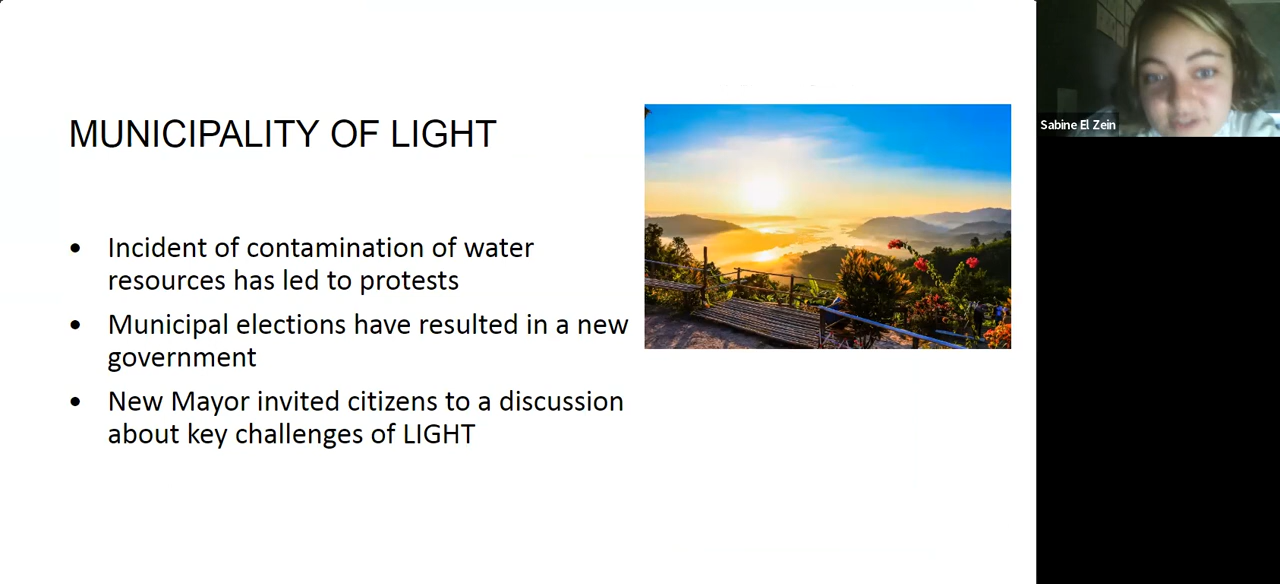 MUNICIPALITY OF LIGHT
• Incident of contamination of water
resources has led to protests
• Municipal elections have resulted in a new
government
• New Mayor invited citizens to a discussion
about key challenges of LIGHT
Sabine El Zein